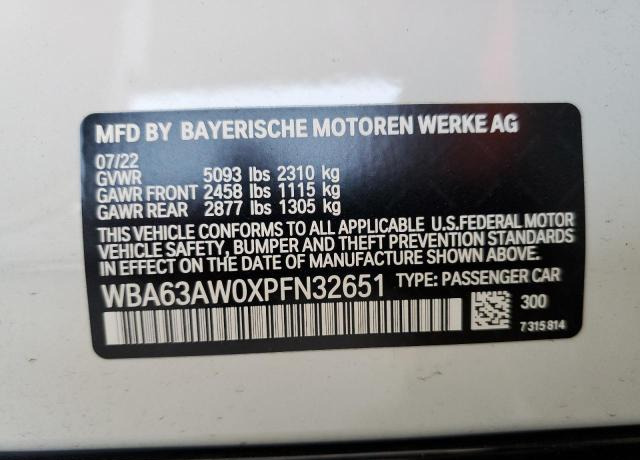 MFD BY BAYERISCHE MOTOREN WERKE AG
07/22
GVWR 5093 lbs 2310 kg
GAWR FRONT 2458 lbs 1115 kg
GAWR REAR 2877 lbs 1305 kg
THIS VEHICLE CONFORMS TO ALL APPLICABLE U.S.FEDERAL MOTOR
VEHICLE SAFETY, BUMPER AND THEFT PREVENTION STANDARDS
IN EFFECT ON THE DATE OF MANUFACTURE SHOWN ABOVE.
WBA63AW0XPFN32651 TYPE: PASSENGER CAR
300
7315814